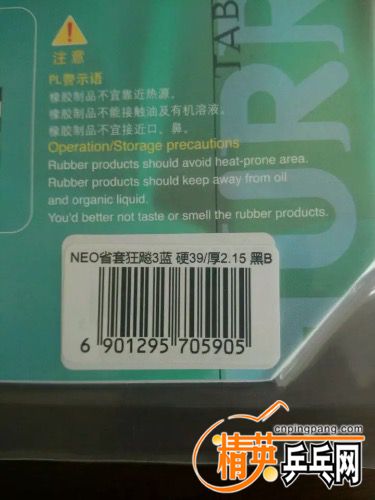 注意
PL警示语
橡胶制品不宜靠近热源。
橡胶制品不能接触油及有机溶液。
橡胶制品不宜接近口、鼻。
Operation/Storage precautions
Rubber products should avoid heat-prone area.
Rubber products should keep away from oil
and organic liquid.
You'd better not taste or smell the rubber products.
TAB
URR
NEO省套狂飚3蓝 硬39/厚2.15 黑B
6 901295 705905
cnpingpang.com
精英乒乓网